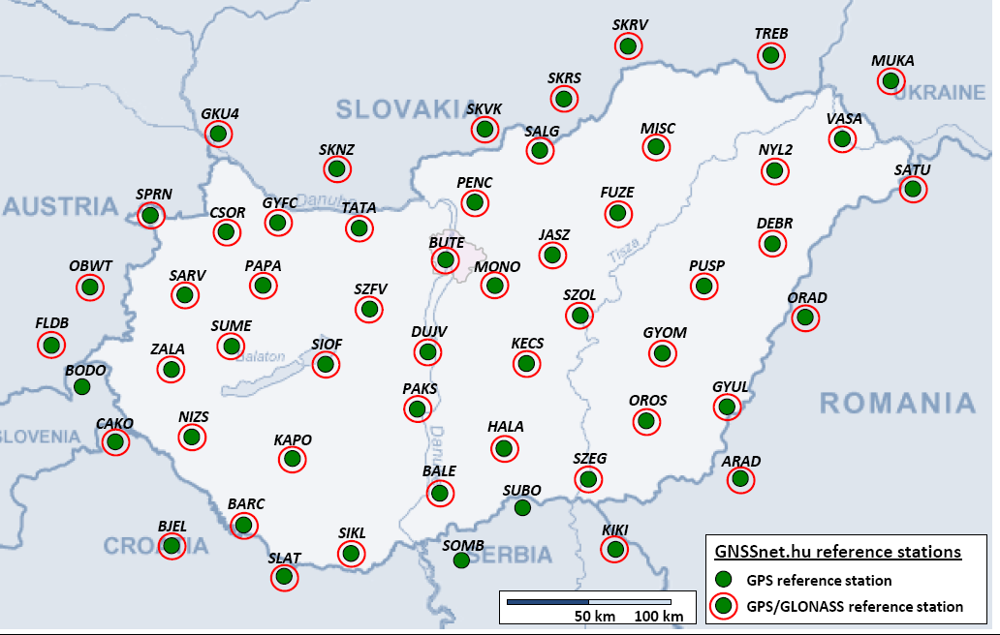 SKRV
TREB
MUKA
SKRS
UKRAINE
SLOVAKIA
SKVK
GKU4
VASA
SALG
MISC
SKNZ
NYL2
SATU
PENC
SPRN
AUSTRIA
CSOR
GYFC
Danube
TATA
FUZE
DEBR
BUTE
JASZ
Tisza
OBWT
SARV
PAPA
MONO
PUSP
SZFV
SZOL
ORAD
FLDB
SUME
DUJV
GYOM
ZALA
Balaton
SIOF
KECS
BODO
PAKS
GYUL
OROS
ROMANIA
CAKO
NIZS
SLOVENIA
KAPO
HALA
Danube
SZEG
ARAD
BALE
SUBO
BARC
BJEL
CROATIA
SIKL
KIKI
SOMB
SERBIA
SLAT
GNSSnet.hu reference stations
GPS reference station
GPS/GLONASS reference station
50 km 100 km